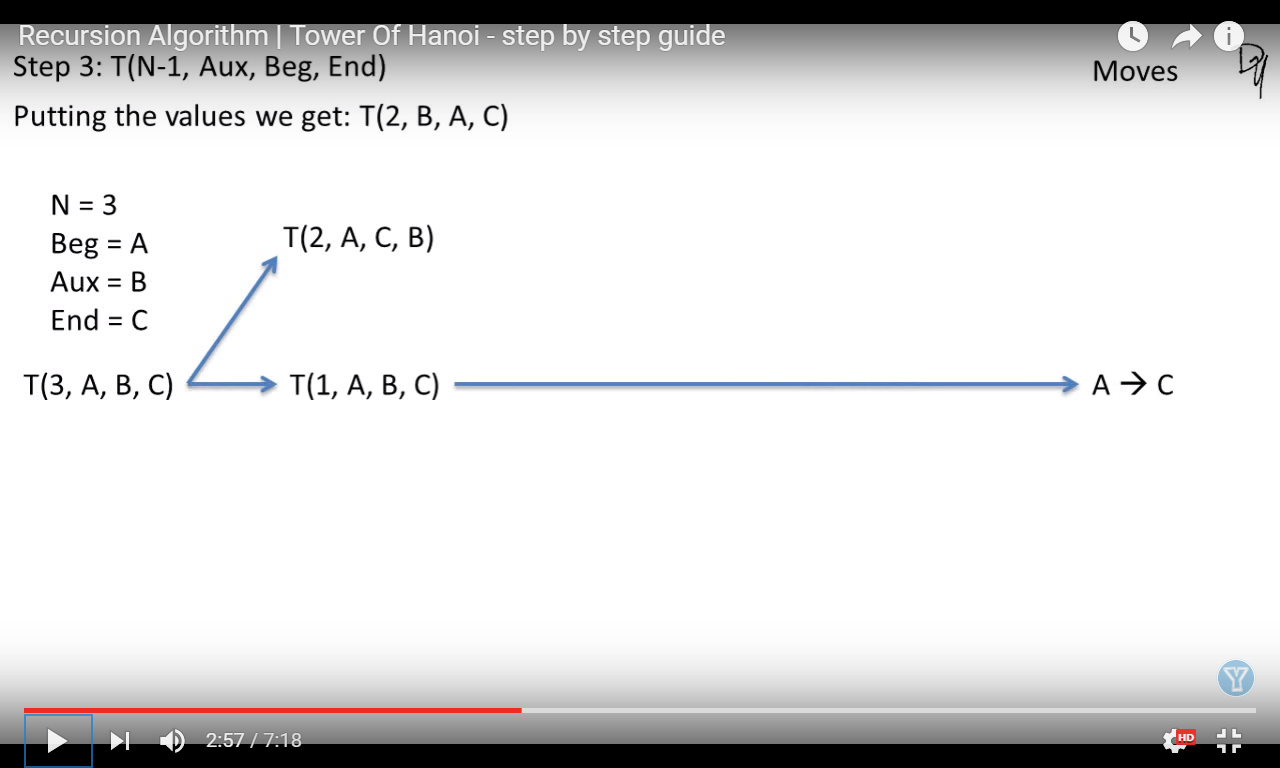 Recursion Algorithm | Tower Of Hanoi - step by step guide
Step 3: T(N-1, Aux, Beg, End)
Moves
Putting the values we get: T(2, B, A, C)
N = 3
Beg = A
Aux = B
End = C
T(2, A, C, B)
T(3, A, B, C)
T(1, A, B, C)
A → C
2:57 / 7:18
HD